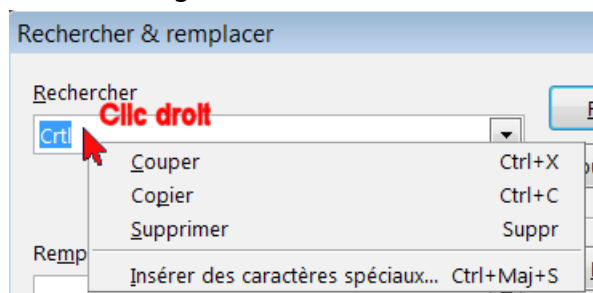 Rechercher & remplacer
Rechercher
Clic droit
Crtl
Couper Ctrl+X
Copier Ctrl+C
Supprimer Suppr
Remp
Insérer des caractères spéciaux... Ctrl+Maj+S